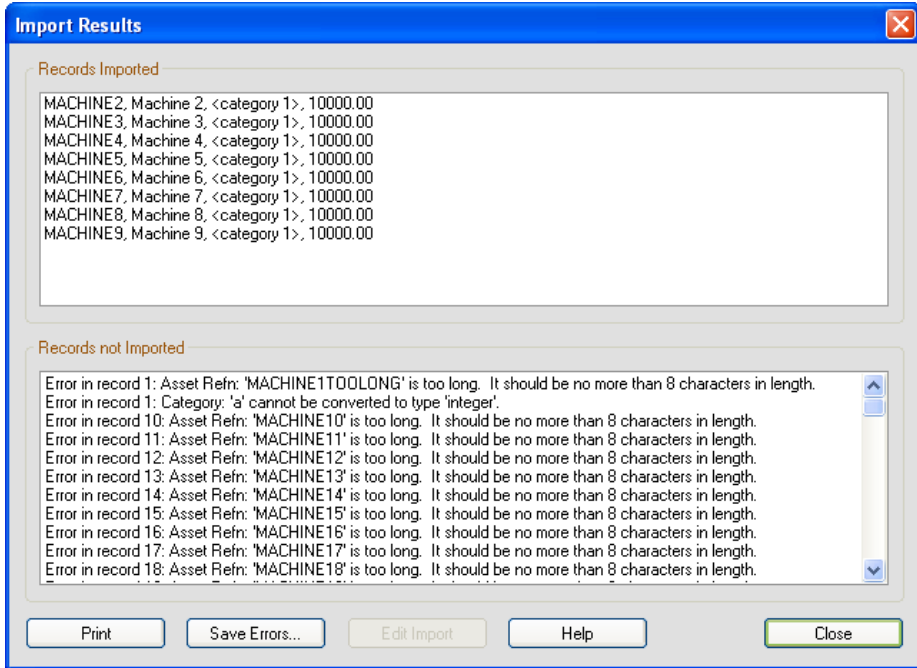 Import Results
Records Imported
MACHINE2, Machine 2, <category 1>, 10000.00
MACHINE3, Machine 3, <category 1>, 10000.00
MACHINE4, Machine 4, <category 1>, 10000.00
MACHINE5, Machine 5, <category 1>, 10000.00
MACHINE6, Machine 6, <category 1>, 10000.00
MACHINE7, Machine 7, <category 1>, 10000.00
MACHINE8, Machine 8, <category 1>, 10000.00
MACHINE9, Machine 9, <category 1>, 10000.00
Records not Imported
Error in record 1: Asset Refn: 'MACHINE1TOOLONG' is too long.  It should be no more than 8 characters in length.
Error in record 1: Category: 'a' cannot be converted to type 'integer'.
Error in record 10: Asset Refn: 'MACHINE10' is too long.  It should be no more than 8 characters in length.
Error in record 11: Asset Refn: 'MACHINE11' is too long.  It should be no more than 8 characters in length.
Error in record 12: Asset Refn: 'MACHINE12' is too long.  It should be no more than 8 characters in length.
Error in record 13: Asset Refn: 'MACHINE13' is too long.  It should be no more than 8 characters in length.
Error in record 14: Asset Refn: 'MACHINE14' is too long.  It should be no more than 8 characters in length.
Error in record 15: Asset Refn: 'MACHINE15' is too long.  It should be no more than 8 characters in length.
Error in record 16: Asset Refn: 'MACHINE16' is too long.  It should be no more than 8 characters in length.
Error in record 17: Asset Refn: 'MACHINE17' is too long.  It should be no more than 8 characters in length.
Error in record 18: Asset Refn: 'MACHINE18' is too long.  It should be no more than 8 characters in length.
Print Save Errors... Edit Import Help Close